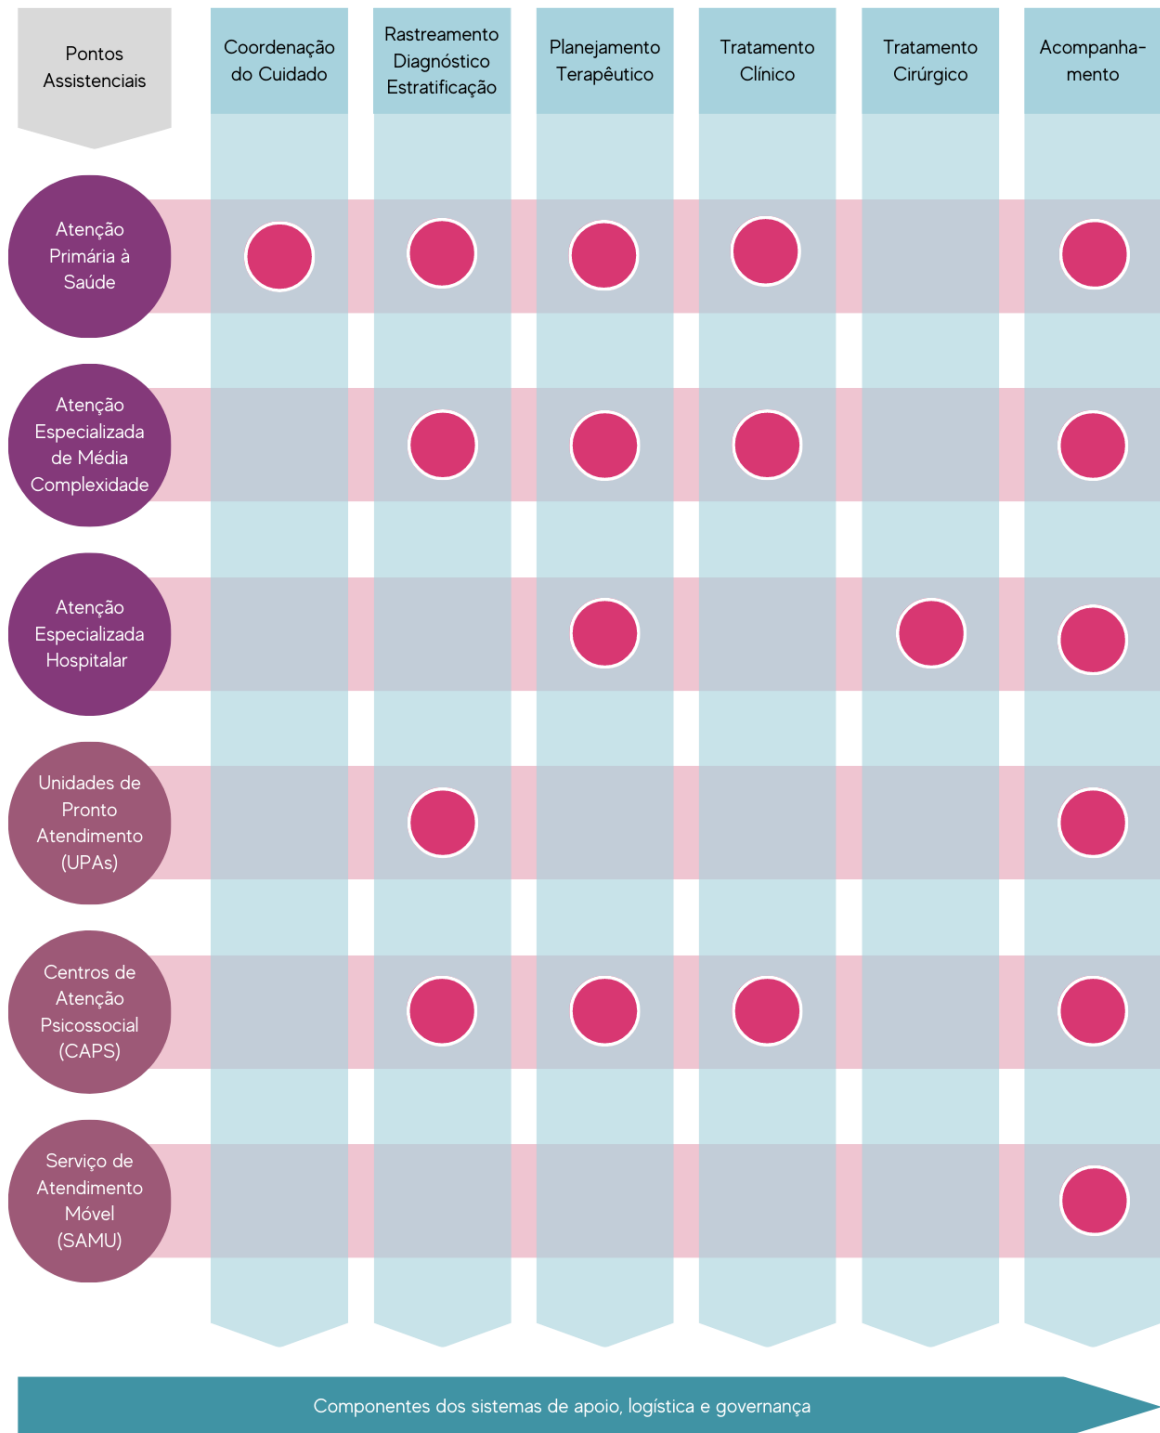 Pontos
Assistenciais
Coordenação
do Cuidado
Rastreamento
Diagnóstico
Estratificação
Planejamento
Terapêutico
Tratamento
Clínico
Tratamento
Cirúrgico
Acompanha-
mento
Atenção
Primária à
Saúde
Atenção
Especializada
de Média
Complexidade
Atenção
Especializada
Hospitalar
Unidades de
Pronto
Atendimento
(UPAs)
Centros de
Atenção
Psicossocial
(CAPS)
Serviço de
Atendimento
Móvel
(SAMU)
Componentes dos sistemas de apoio, logística e governança